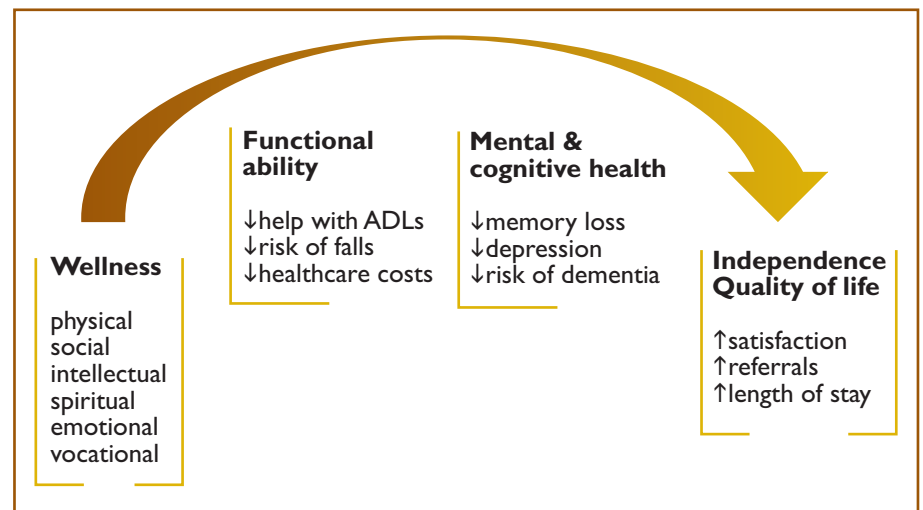 Wellness
physical
social
intellectual
spiritual
emotional
vocational
Functional
ability
↓help with ADLs
↓risk of falls
↓healthcare costs
Mental &
cognitive health
↓memory loss
↓depression
↓risk of dementia
Independence
Quality of life
↑satisfaction
↑referrals
↑length of stay